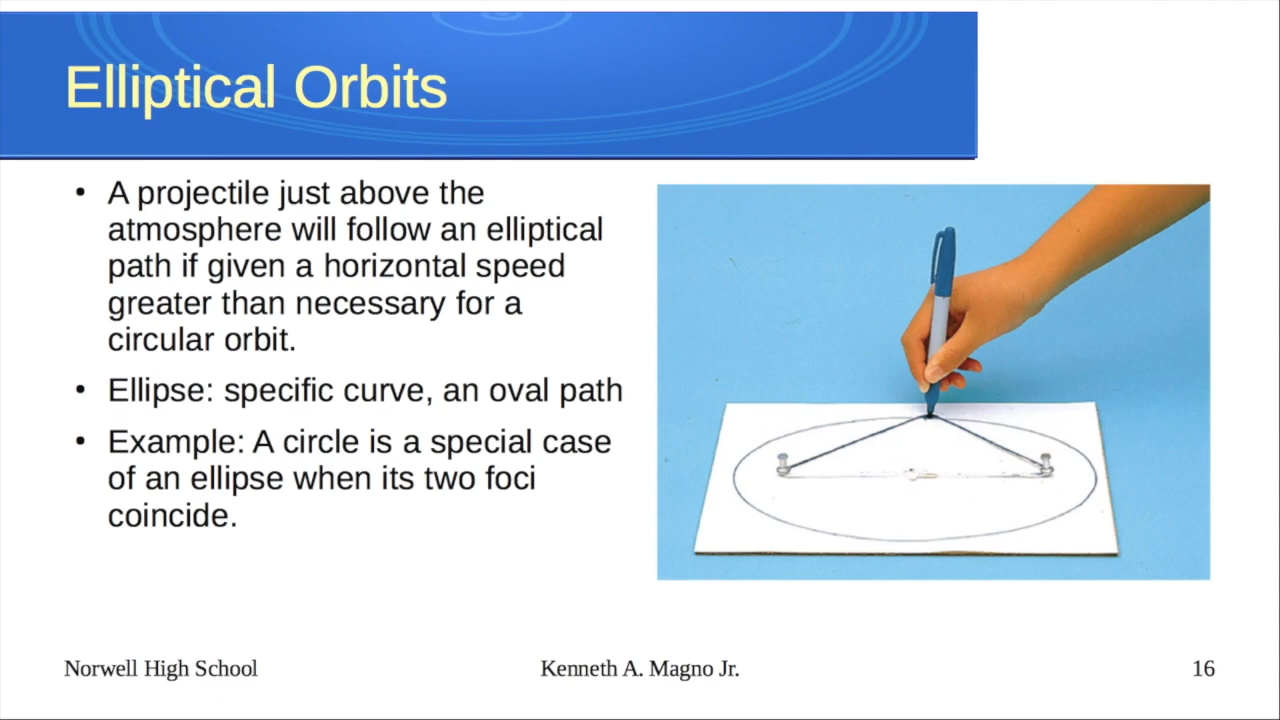 Elliptical Orbits
• A projectile just above the
atmosphere will follow an elliptical
path if given a horizontal speed
greater than necessary for a
circular orbit.
• Ellipse: specific curve, an oval path
• Example: A circle is a special case
of an ellipse when its two foci
coincide.
Norwell High School
Kenneth A. Magno Jr.
16